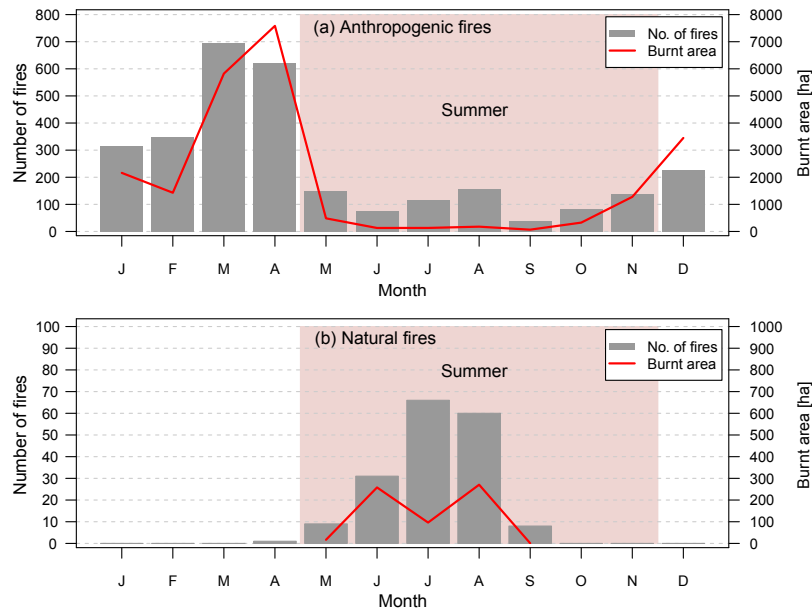 (a) Anthropogenic fires
No. of fires
Burnt area
Summer
Number of fires
800
700
600
500
400
300
200
100
0
8000
7000
6000
5000
4000
3000
2000
1000
0
Burnt area [ha]
J F M A M J J A S O N D
Month
(b) Natural fires
No. of fires
Burnt area
Summer
Number of fires
100
90
80
70
60
50
40
30
20
10
0
1000
900
800
700
600
500
400
300
200
100
0
Burnt area [ha]
J F M A M J J A S O N D
Month